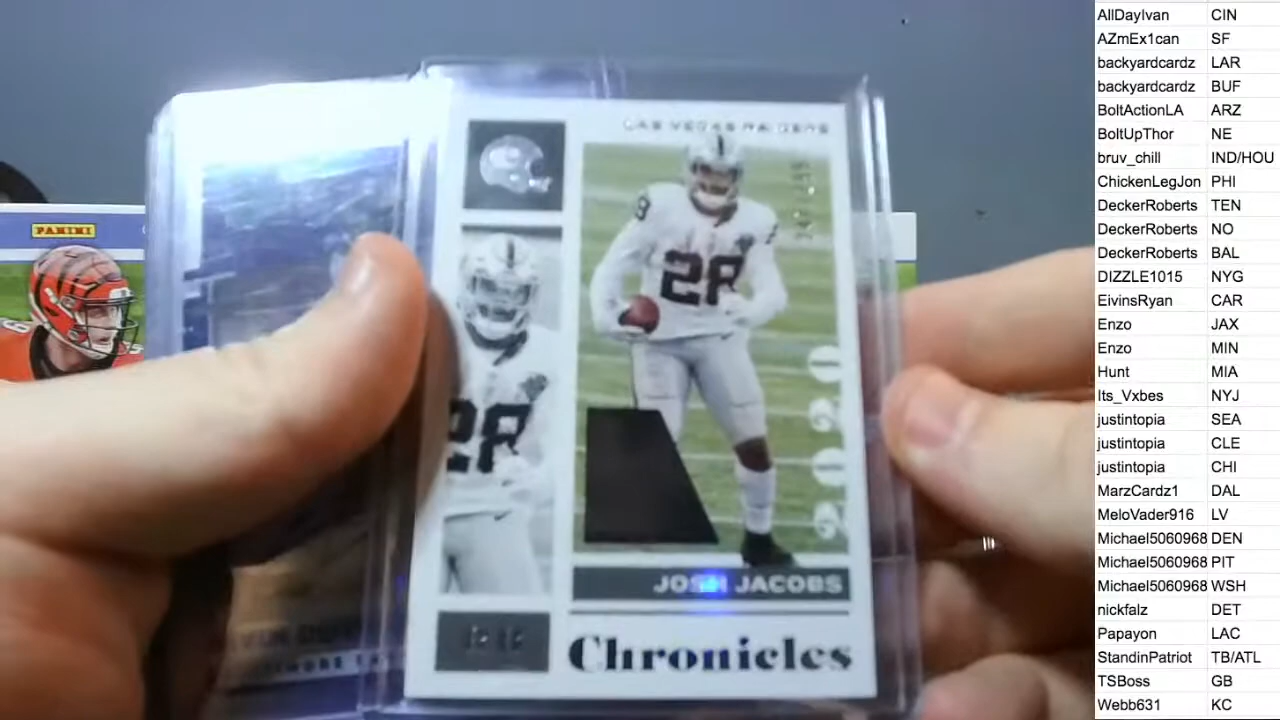 PANINI
LAS VEGAS RAIDERS
28
28
2020
JOSH JACOBS
Chronicles
AllDayIvan CIN
AZmEx1can SF
backyardcardz LAR
backyardcardz BUF
BoltActionLA ARZ
BoltUpThor NE
bruv_chill IND/HOU
ChickenLegJon PHI
DeckerRoberts TEN
DeckerRoberts NO
DeckerRoberts BAL
DIZZLE1015 NYG
EivinsRyan CAR
Enzo JAX
Enzo MIN
Hunt MIA
Its_Vxbes NYJ
justintopia SEA
justintopia CLE
justintopia CHI
MarzCardz1 DAL
MeloVader916 LV
Michael5060968 DEN
Michael5060968 PIT
Michael5060968 WSH
nickfalz DET
Papayon LAC
StandinPatriot TB/ATL
TSBoss GB
Webb631 KC